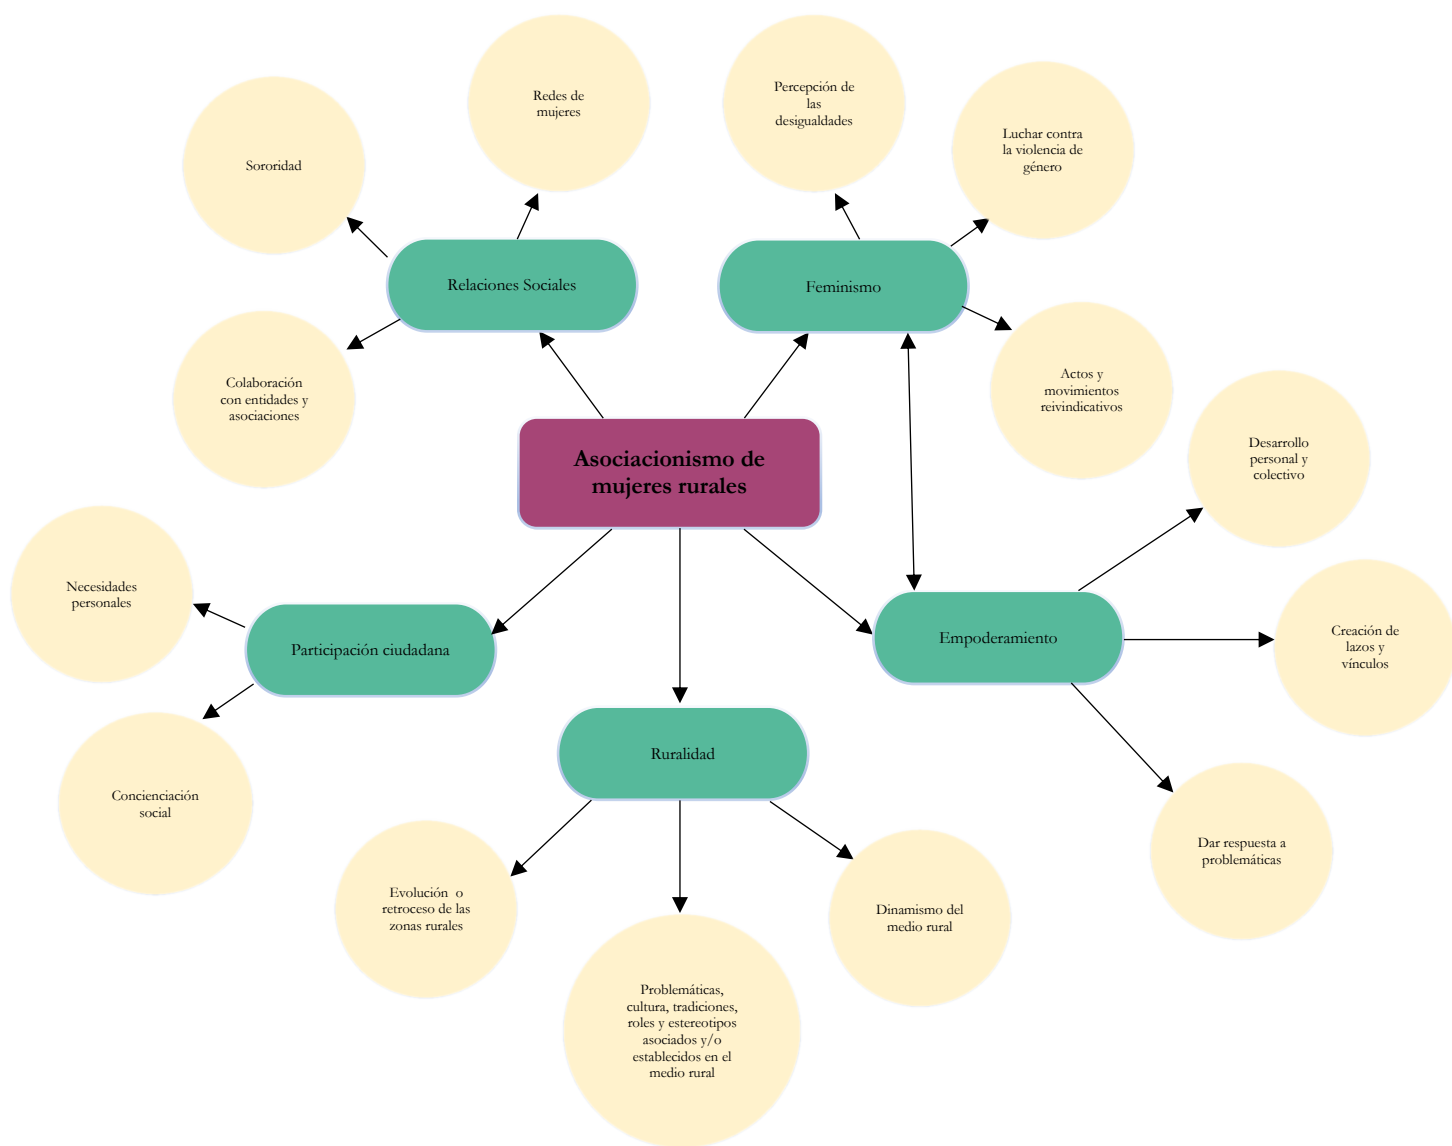 Redes de
mujeres
Percepción de
las
desigualdades
Luchar contra
la violencia de
género
Sororidad
Relaciones Sociales
Feminismo
Colaboración
con entidades y
asociaciones
Actos y
movimientos
reivindicativos
Asociacionismo de
mujeres rurales
Desarrollo
personal y
colectivo
Necesidades
personales
Participación ciudadana
Empoderamiento
Creación de
lazos y
vínculos
Ruralidad
Concienciación
social
Dar respuesta a
problemáticas
Evolución  o
retroceso de las
zonas rurales
Dinamismo del
medio rural
Problemáticas,
cultura, tradiciones,
roles y estereotipos
asociados y/o
establecidos en el
medio rural